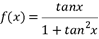 f(x) = tanx / 1 + tan²x